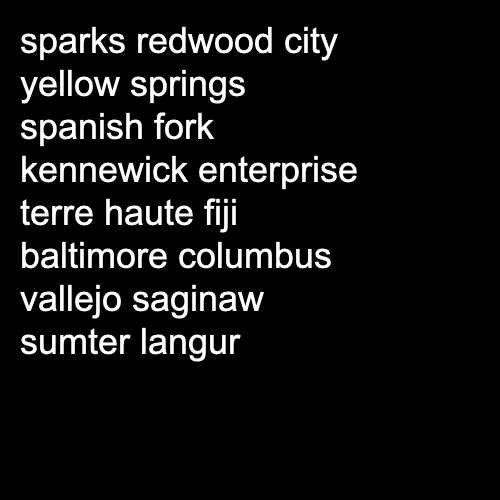 sparks redwood city
yellow springs
spanish fork
kennewick enterprise
terre haute fiji
baltimore columbus
vallejo saginaw
sumter langur